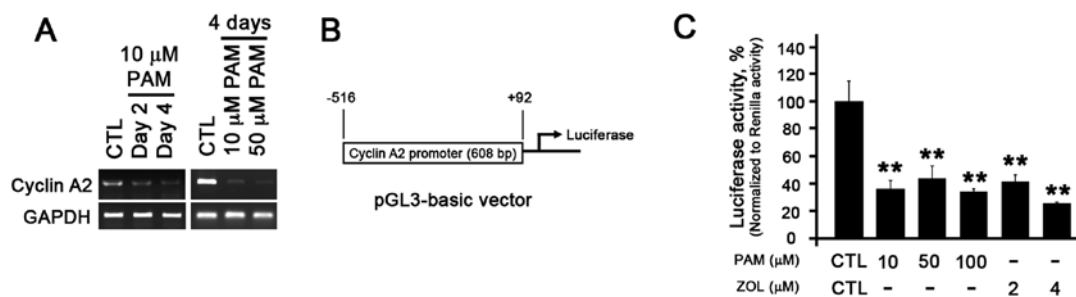 A
10 μM
PAM
CTL
Day 2
Day 4
4 days
CTL
10 μM PAM
50 μM PAM
Cyclin A2
GAPDH
B
-516
+92
Luciferase
Cyclin A2 promoter (608 bp)
pGL3-basic vector
C
Luciferase activity, %
(Normalized to Renilla activity)
140
120
100
80
60
40
20
0
**
**
**
**
**
PAM (μM) CTL 10 50 100 – –
ZOL (μM) CTL – – – 2 4